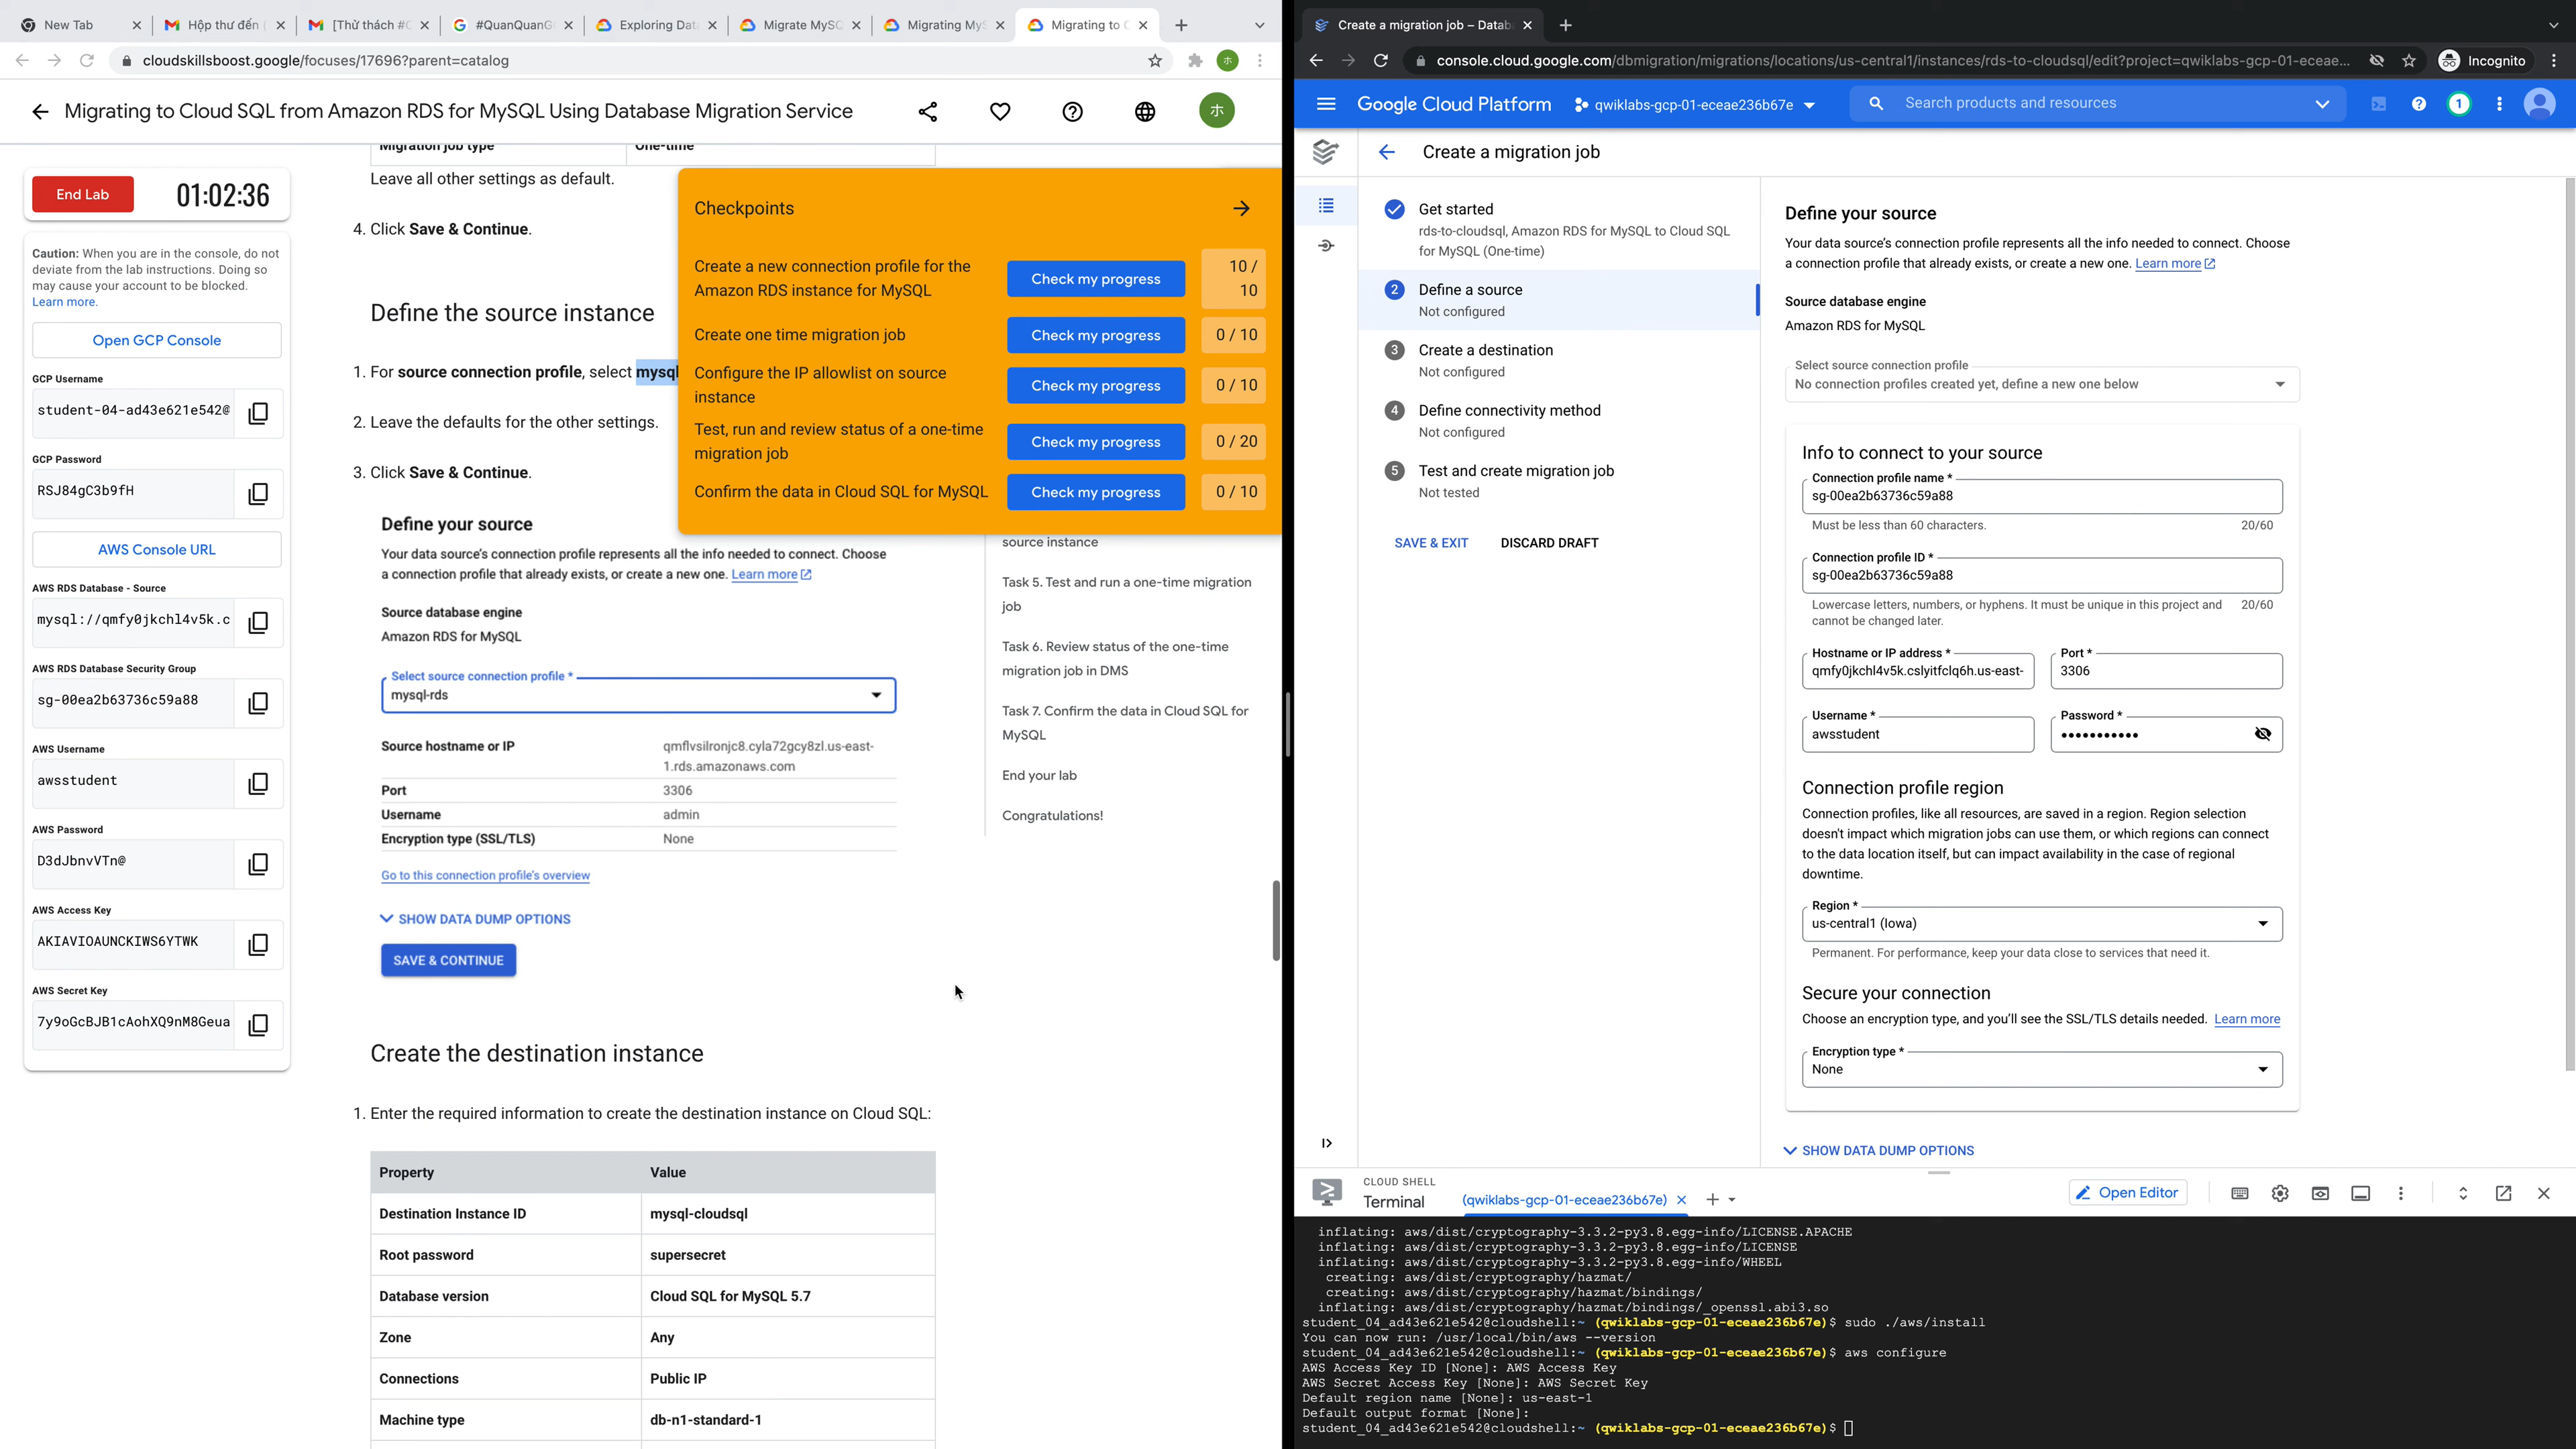 New Tab
Hộp thư đến (
[Thử thách #C
#QuanQuanG
Exploring Dat
Migrate MySQ
Migrating MyS
Migrating to C
cloudskillsboost.google/focuses/17696?parent=catalog
Migrating to Cloud SQL from Amazon RDS for MySQL Using Database Migration Service
ホ
End Lab
01:02:36
Caution: When you are in the console, do not
deviate from the lab instructions. Doing so
may cause your account to be blocked.
Learn more.
Open GCP Console
GCP Username
student-04-ad43e621e542@
GCP Password
RSJ84gC3b9fH
AWS Console URL
AWS RDS Database - Source
mysql://qmfy0jkchl4v5k.c
AWS RDS Database Security Group
sg-00ea2b63736c59a88
AWS Username
awsstudent
AWS Password
D3dJbnvVTn@
AWS Access Key
AKIAVIOAUNCKIWS6YTWK
AWS Secret Key
7y9oGcBJB1cAohXQ9nM8Geua
Migration job type One-time
Leave all other settings as default.
4. Click Save & Continue.
Define the source instance
1. For source connection profile, select mysql
2. Leave the defaults for the other settings.
3. Click Save & Continue.
Checkpoints
Create a new connection profile for the
Amazon RDS instance for MySQL
Check my progress
10 /
10
Create one time migration job
Check my progress
0 / 10
Configure the IP allowlist on source
instance
Check my progress
0 / 10
Test, run and review status of a one-time
migration job
Check my progress
0 / 20
Confirm the data in Cloud SQL for MySQL
Check my progress
0 / 10
Define your source
Your data source's connection profile represents all the info needed to connect. Choose
a connection profile that already exists, or create a new one. Learn more
Source database engine
Amazon RDS for MySQL
Select source connection profile *
mysql-rds
Source hostname or IP qmflvsilronjc8.cyla72gcy8zl.us-east-
1.rds.amazonaws.com
Port 3306
Username admin
Encryption type (SSL/TLS) None
Go to this connection profile's overview
SHOW DATA DUMP OPTIONS
SAVE & CONTINUE
source instance
Task 5. Test and run a one-time migration
job
Task 6. Review status of the one-time
migration job in DMS
Task 7. Confirm the data in Cloud SQL for
MySQL
End your lab
Congratulations!
Create the destination instance
1. Enter the required information to create the destination instance on Cloud SQL:
Property Value
Destination Instance ID mysql-cloudsql
Root password supersecret
Database version Cloud SQL for MySQL 5.7
Zone Any
Connections Public IP
Machine type db-n1-standard-1
Create a migration job – Datab
console.cloud.google.com/dbmigration/migrations/locations/us-central1/instances/rds-to-cloudsql/edit?project=qwiklabs-gcp-01-eceae...
Incognito
Google Cloud Platform
qwiklabs-gcp-01-eceae236b67e
Search products and resources
1
Create a migration job
Get started
rds-to-cloudsql, Amazon RDS for MySQL to Cloud SQL
for MySQL (One-time)
2 Define a source
Not configured
3 Create a destination
Not configured
4 Define connectivity method
Not configured
5 Test and create migration job
Not tested
SAVE & EXIT DISCARD DRAFT
Define your source
Your data source's connection profile represents all the info needed to connect. Choose
a connection profile that already exists, or create a new one. Learn more
Source database engine
Amazon RDS for MySQL
Select source connection profile
No connection profiles created yet, define a new one below
Info to connect to your source
Connection profile name *
sg-00ea2b63736c59a88
Must be less than 60 characters. 20/60
Connection profile ID *
sg-00ea2b63736c59a88
Lowercase letters, numbers, or hyphens. It must be unique in this project and 20/60
cannot be changed later.
Hostname or IP address * Port *
qmfy0jkchl4v5k.cslyitfclq6h.us-east- 3306
Username * Password *
awsstudent •••••••••••
Connection profile region
Connection profiles, like all resources, are saved in a region. Region selection
doesn't impact which migration jobs can use them, or which regions can connect
to the data location itself, but can impact availability in the case of regional
downtime.
Region *
us-central1 (Iowa)
Permanent. For performance, keep your data close to services that need it.
Secure your connection
Choose an encryption type, and you'll see the SSL/TLS details needed. Learn more
Encryption type *
None
SHOW DATA DUMP OPTIONS
CLOUD SHELL
Terminal
(qwiklabs-gcp-01-eceae236b67e)
Open Editor
inflating: aws/dist/cryptography-3.3.2-py3.8.egg-info/LICENSE.APACHE
inflating: aws/dist/cryptography-3.3.2-py3.8.egg-info/LICENSE
inflating: aws/dist/cryptography-3.3.2-py3.8.egg-info/WHEEL
creating: aws/dist/cryptography/hazmat/
creating: aws/dist/cryptography/hazmat/bindings/
inflating: aws/dist/cryptography/hazmat/bindings/_openssl.abi3.so
student_04_ad43e621e542@cloudshell:~ (qwiklabs-gcp-01-eceae236b67e)$ sudo ./aws/install
You can now run: /usr/local/bin/aws --version
student_04_ad43e621e542@cloudshell:~ (qwiklabs-gcp-01-eceae236b67e)$ aws configure
AWS Access Key ID [None]: AWS Access Key
AWS Secret Access Key [None]: AWS Secret Key
Default region name [None]: us-east-1
Default output format [None]:
student_04_ad43e621e542@cloudshell:~ (qwiklabs-gcp-01-eceae236b67e)$